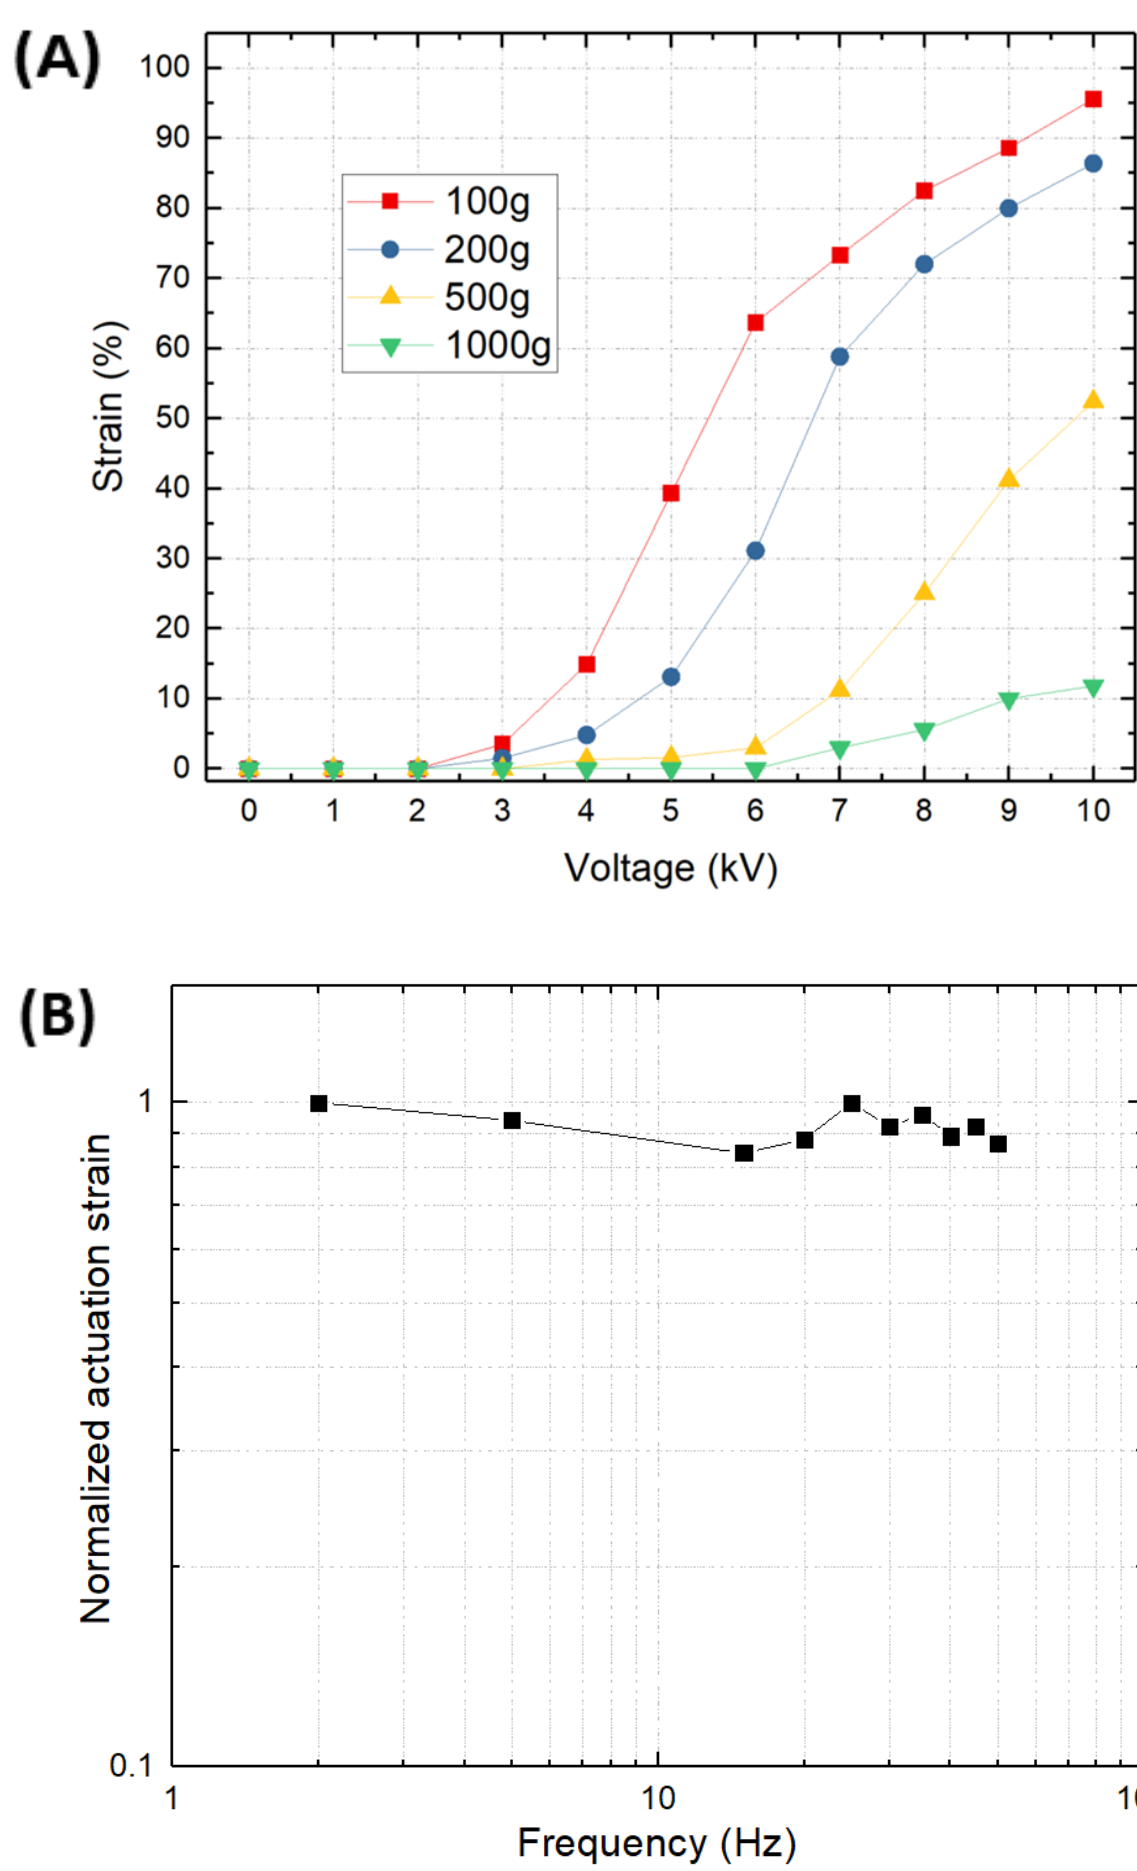 (A)
100
90
80
70
60
50
40
30
20
10
0
Strain (%)
100g
200g
500g
1000g
0 1 2 3 4 5 6 7 8 9 10
Voltage (kV)
(B)
1
0.1
Normalized actuation strain
1 10 10
Frequency (Hz)